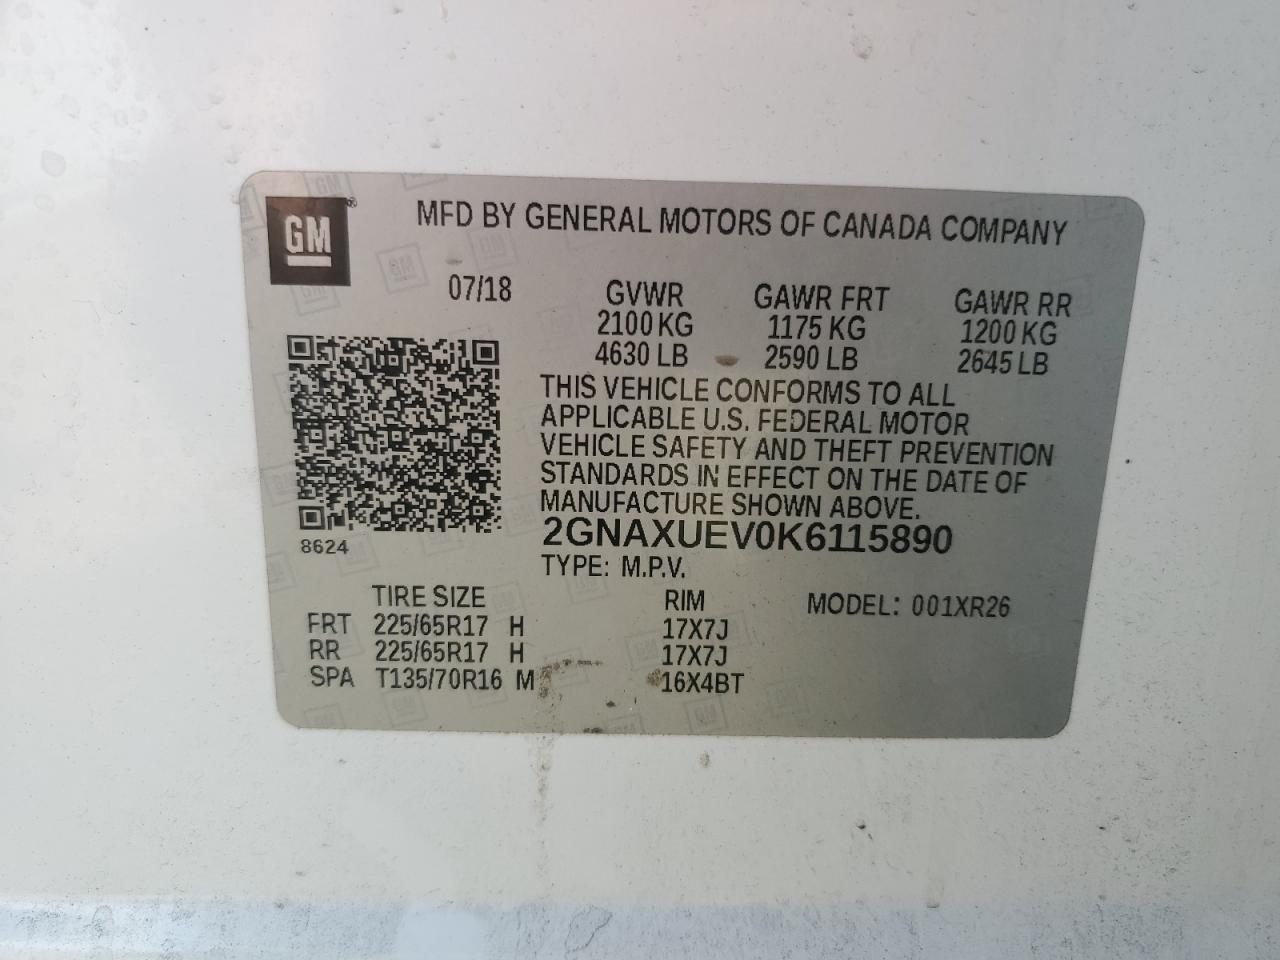 GM®
MFD BY GENERAL MOTORS OF CANADA COMPANY
07/18 GVWR GAWR FRT GAWR RR
2100 KG 1175 KG 1200 KG
4630 LB 2590 LB 2645 LB
THIS VEHICLE CONFORMS TO ALL
APPLICABLE U.S. FEDERAL MOTOR
VEHICLE SAFETY AND THEFT PREVENTION
STANDARDS IN EFFECT ON THE DATE OF
MANUFACTURE SHOWN ABOVE.
8624
2GNAXUEV0K6115890
TYPE: M.P.V.
TIRE SIZE RIM MODEL: 001XR26
FRT 225/65R17 H 17X7J
RR 225/65R17 H 17X7J
SPA T135/70R16 M 16X4BT